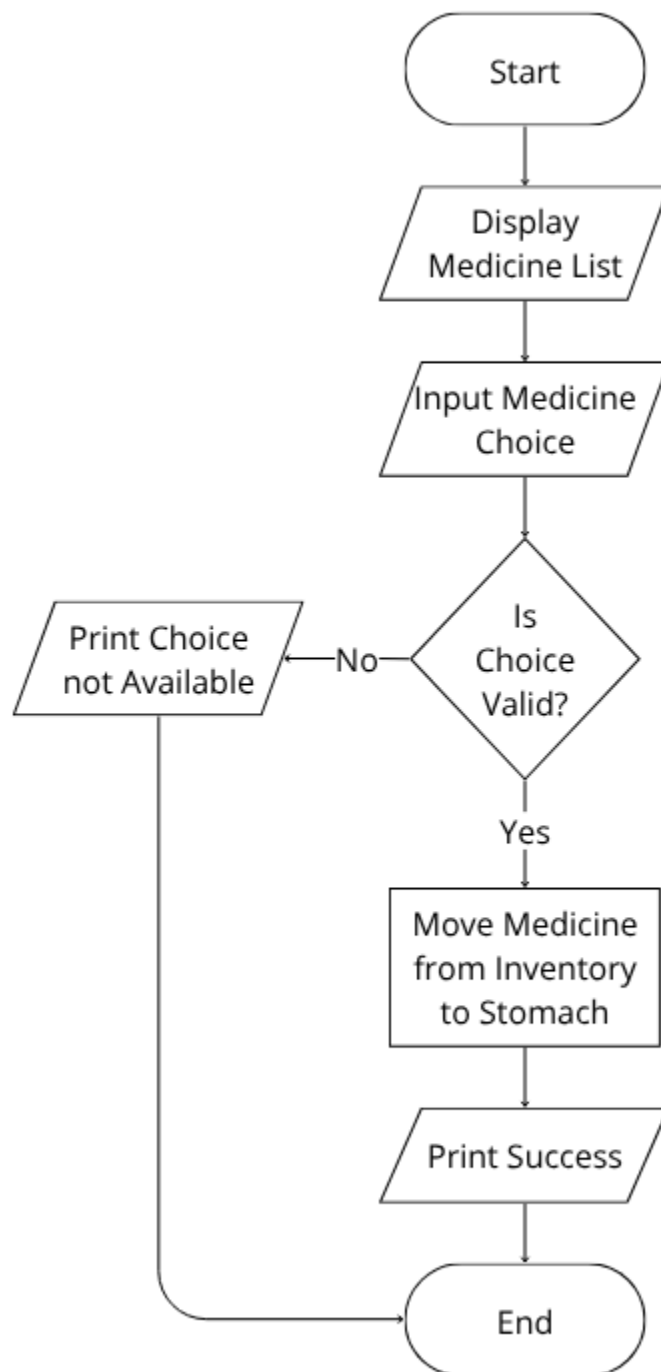 Start
Display
Medicine List
Input Medicine
Choice
Is
Choice
Valid?
No
Print Choice
not Available
Yes
Move Medicine
from Inventory
to Stomach
Print Success
End